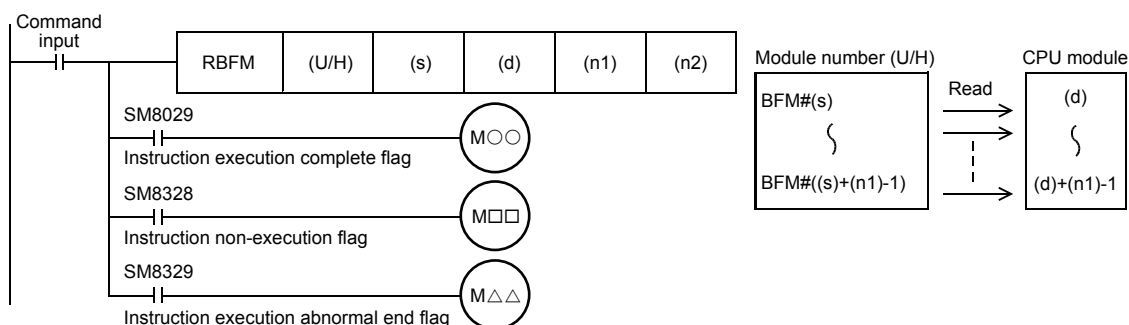 Command
input
RBFM (U/H) (s) (d) (n1) (n2)
SM8029
M○○
Instruction execution complete flag
SM8328
M□□
Instruction non-execution flag
SM8329
M△△
Instruction execution abnormal end flag
Module number (U/H)
BFM#(s)
BFM#((s)+(n1)-1)
Read
CPU module
(d)
(d)+(n1)-1